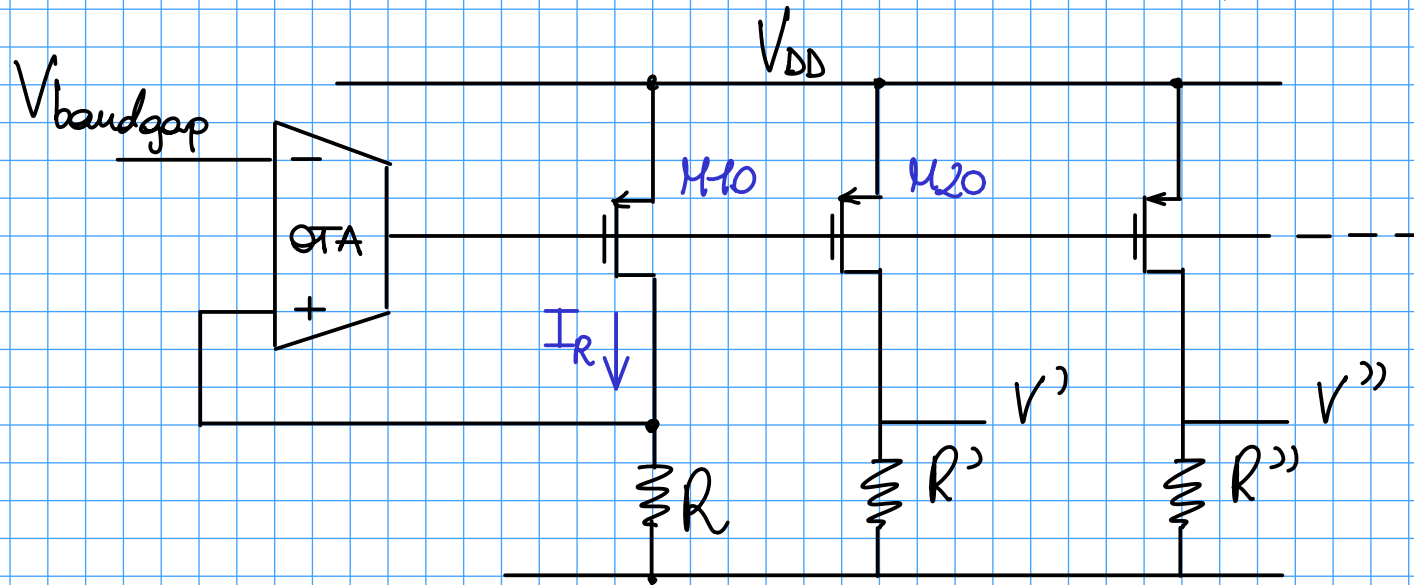 VDD
Vbandgap
−
M10
M20
OTA
+
IR
V'
V''
R
R'
R''